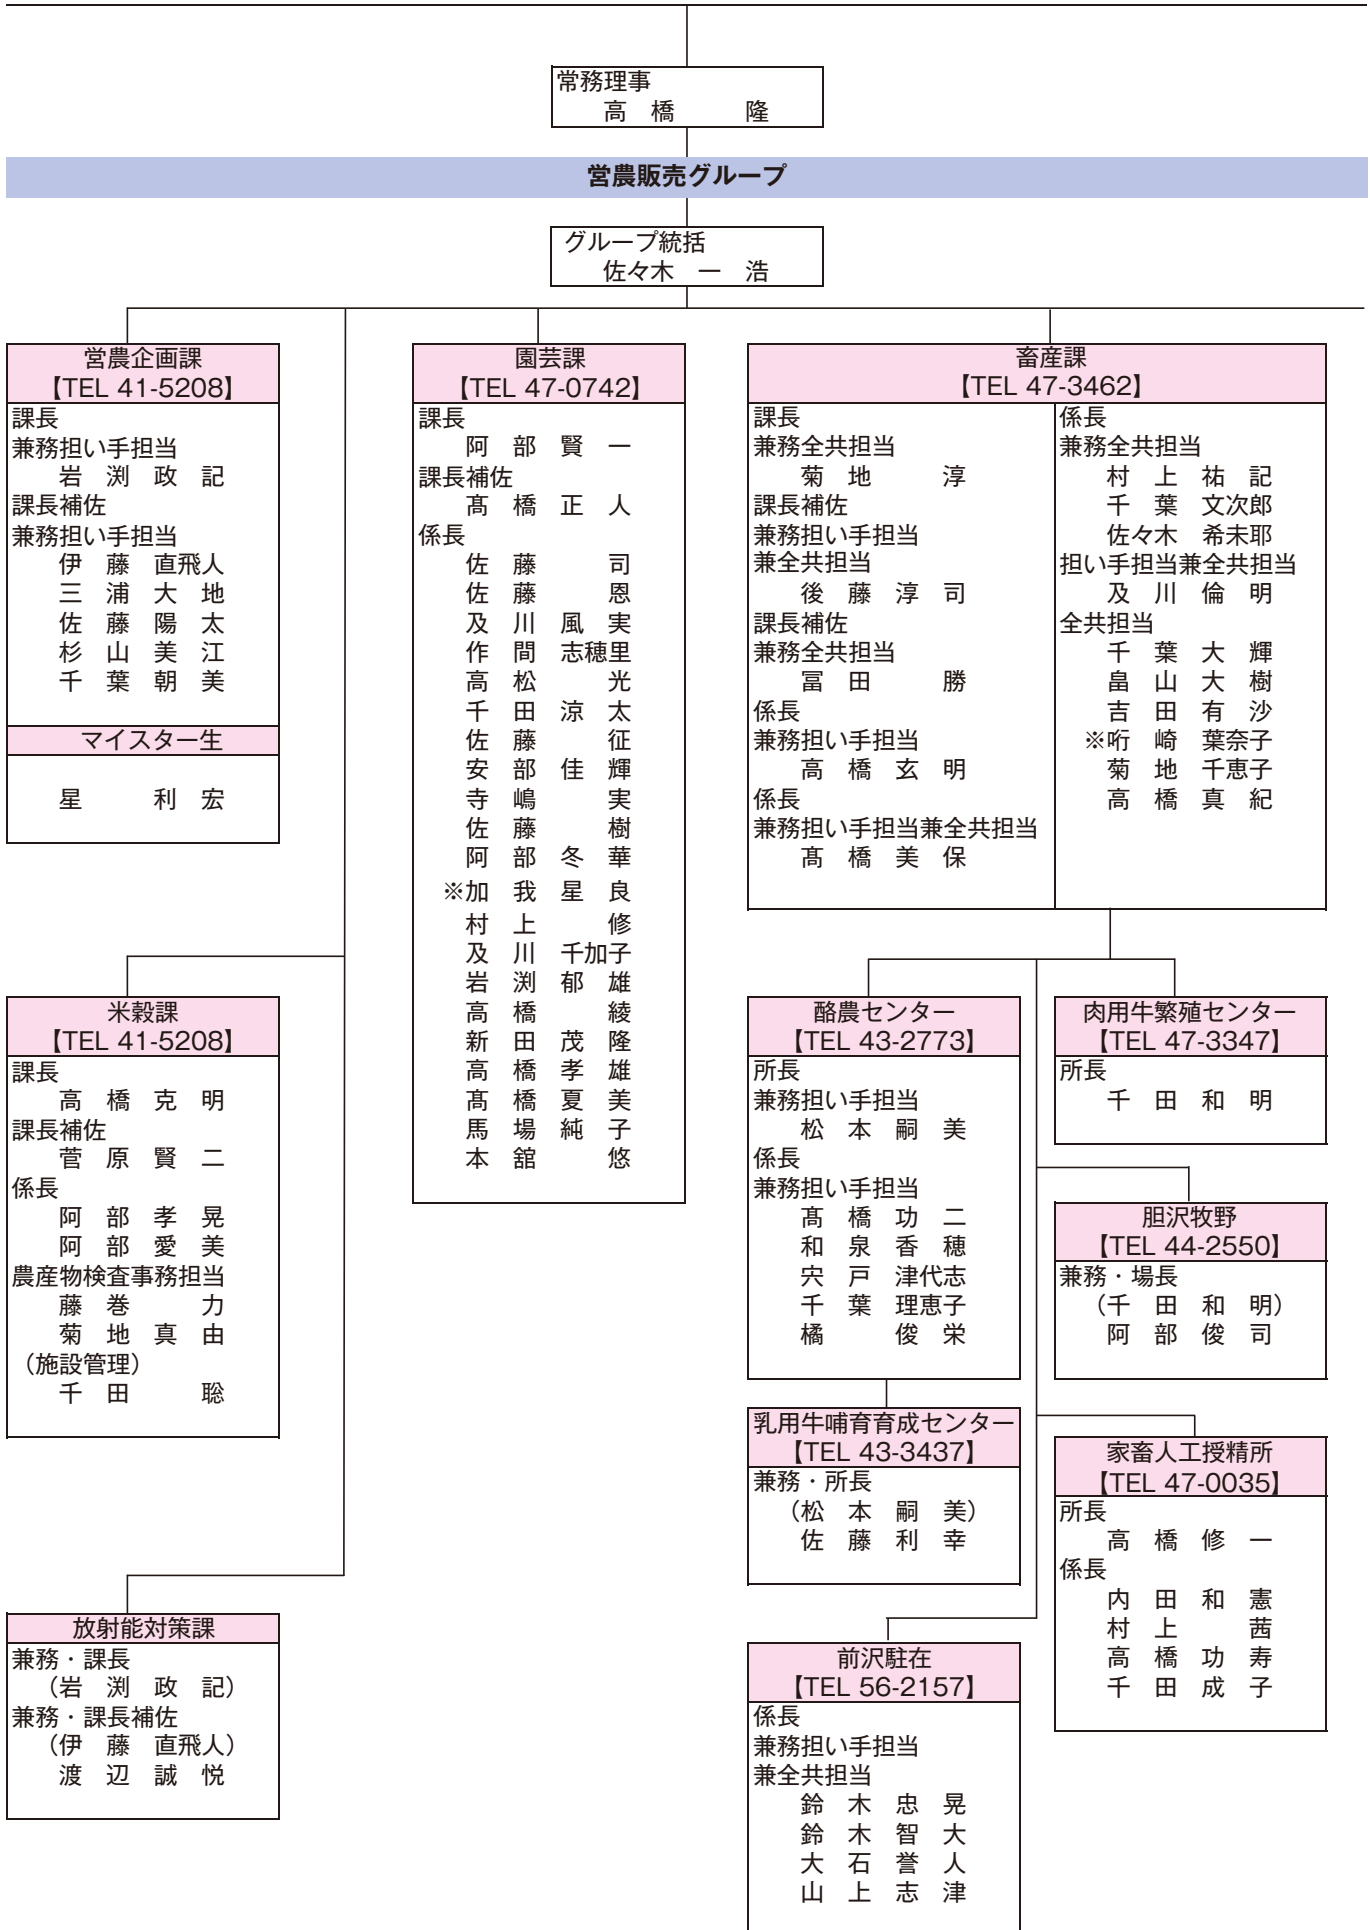 常務理事
高　橋　　　隆
営農販売グループ
グループ統括
佐々木　一　浩
営農企画課
【TEL 41-5208】
課長
兼務担い手担当
岩　渕　政　記
課長補佐
兼務担い手担当
伊　藤　直飛人
三　浦　大　地
佐　藤　陽　太
杉　山　美　江
千　葉　朝　美
マイスター生
星　　　利　宏
米穀課
【TEL 41-5208】
課長
高　橋　克　明
課長補佐
菅　原　賢　二
係長
阿　部　孝　晃
阿　部　愛　美
農産物検査事務担当
藤　巻　　　力
菊　地　真　由
（施設管理）
千　田　　　聡
放射能対策課
兼務・課長
（岩　渕　政　記）
兼務・課長補佐
（伊　藤　直飛人）
渡　辺　誠　悦
園芸課
【TEL 47-0742】
課長
阿　部　賢　一
課長補佐
髙　橋　正　人
係長
佐　藤　　　司
佐　藤　　　恩
及　川　風　実
作　間　志穂里
高　松　　　光
千　田　涼　太
佐　藤　　　征
安　部　佳　輝
寺　嶋　　　実
佐　藤　　　樹
阿　部　冬　華
※加　我　星　良
村　上　　　修
及　川　千加子
岩　渕　郁　雄
高　橋　　　綾
新　田　茂　隆
高　橋　孝　雄
髙　橋　夏　美
馬　場　純　子
本　舘　　　悠
畜産課
【TEL 47-3462】
課長
兼務全共担当
菊　地　　　淳
課長補佐
兼務担い手担当
兼全共担当
後　藤　淳　司
課長補佐
兼務全共担当
冨　田　　　勝
係長
兼務担い手担当
高　橋　玄　明
係長
兼務担い手担当兼全共担当
髙　橋　美　保
係長
兼務全共担当
村　上　祐　記
千　葉　文次郎
佐々木　希未耶
担い手担当兼全共担当
及　川　倫　明
全共担当
千　葉　大　輝
畠　山　大　樹
吉　田　有　沙
※哘　崎　葉奈子
菊　地　千恵子
高　橋　真　紀
酪農センター
【TEL 43-2773】
所長
兼務担い手担当
松　本　嗣　美
係長
兼務担い手担当
髙　橋　功　二
和　泉　香　穂
宍　戸　津代志
千　葉　理恵子
橘　　　俊　栄
乳用牛哺育育成センター
【TEL 43-3437】
兼務・所長
（松　本　嗣　美）
佐　藤　利　幸
前沢駐在
【TEL 56-2157】
係長
兼務担い手担当
兼全共担当
鈴　木　忠　晃
鈴　木　智　大
大　石　誉　人
山　上　志　津
肉用牛繁殖センター
【TEL 47-3347】
所長
千　田　和　明
胆沢牧野
【TEL 44-2550】
兼務・場長
（千　田　和　明）
阿　部　俊　司
家畜人工授精所
【TEL 47-0035】
所長
高　橋　修　一
係長
内　田　和　憲
村　上　　　茜
高　橋　功　寿
千　田　成　子